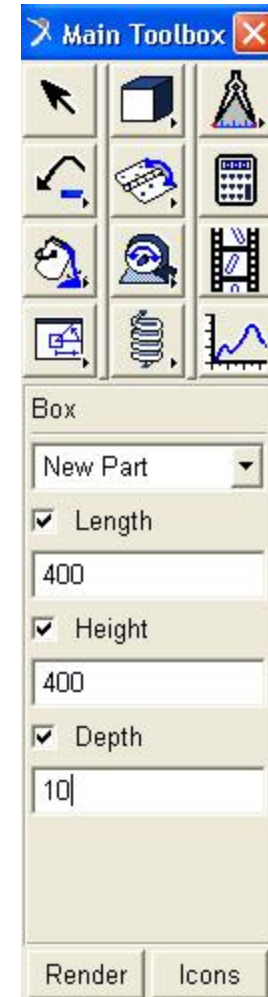 Main Toolbox
Box
New Part
Length
400
Height
400
Depth
10
Render Icons